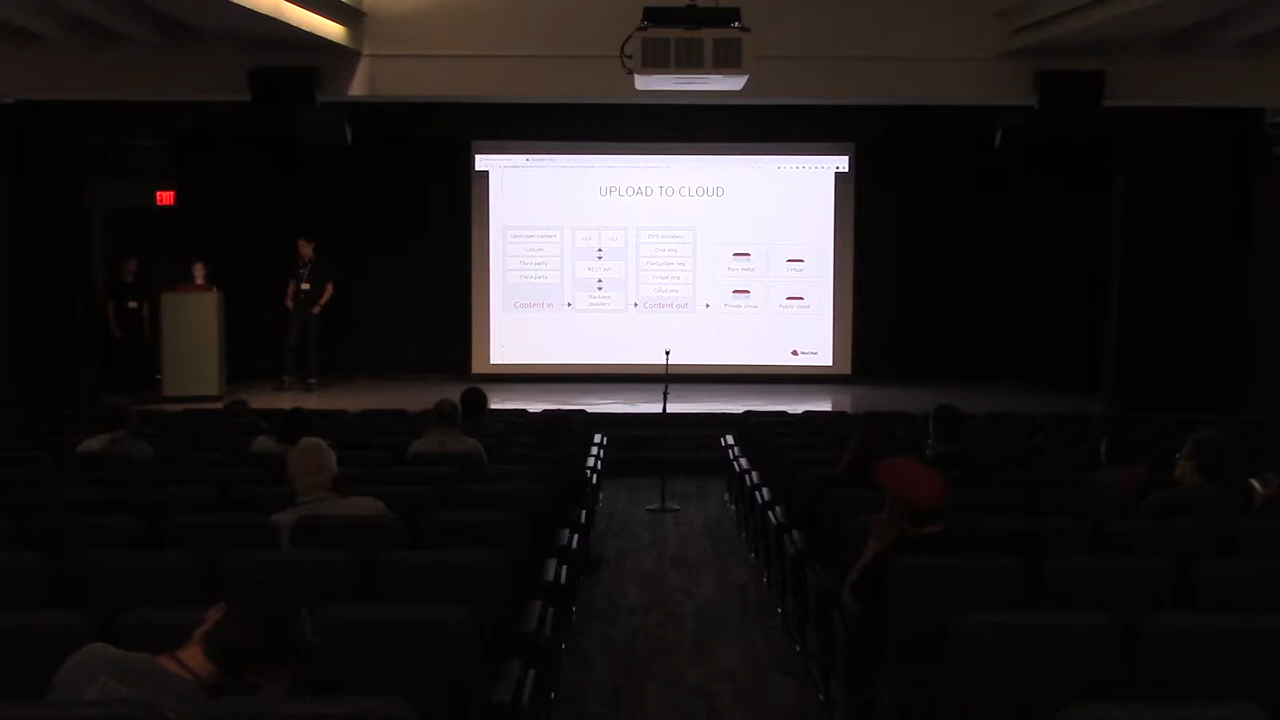 EXIT
UPLOAD TO CLOUD
Upstream content
Custom
Third party
Third party
Content in
GUI
CLI
REST API
Backend
builders
DVD installers
Disk img
FileSystem img
Virtual img
Cloud img
Content out
Bare metal
Virtual
Private cloud
Public cloud
Red Hat